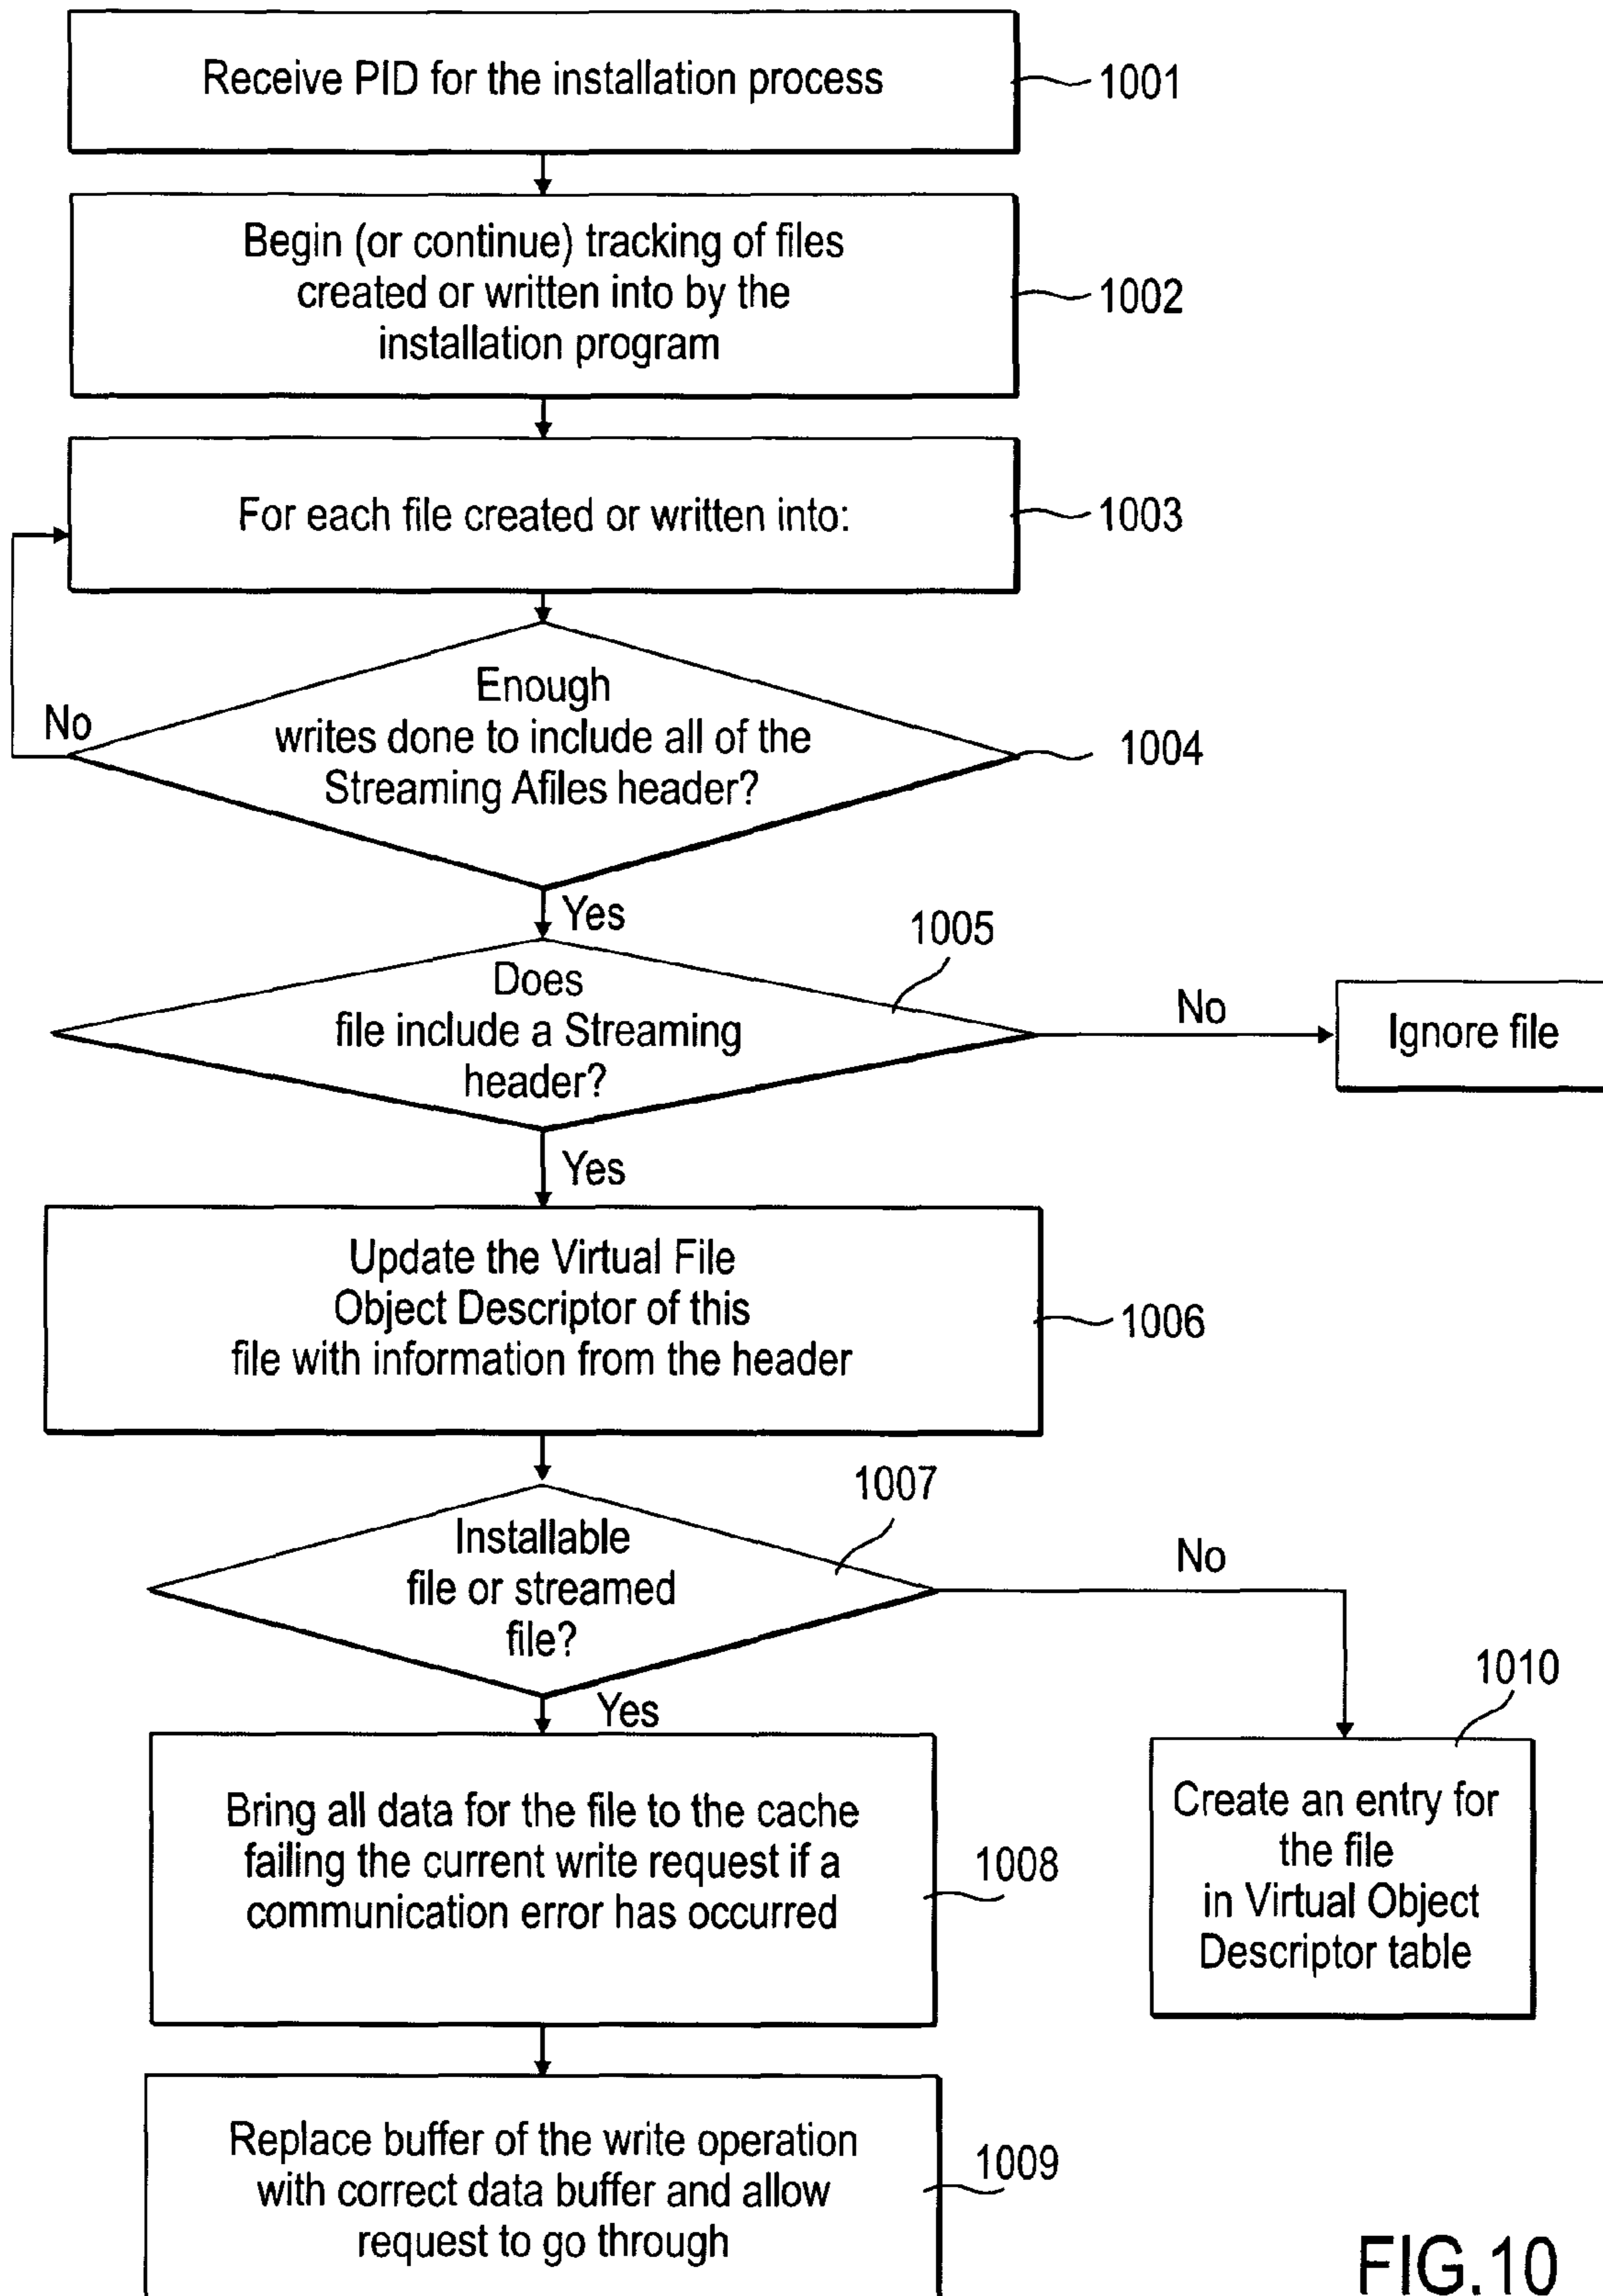 Receive PID for the installation process
1001
Begin (or continue) tracking of files
created or written into by the
installation program
1002
For each file created or written into:
1003
Enough
writes done to include all of the
Streaming Afiles header?
No
1004
Yes
1005
Does
file include a Streaming
header?
No
Ignore file
Yes
Update the Virtual File
Object Descriptor of this
file with information from the header
1006
1007
Installable
file or streamed
file?
No
Yes
1010
Bring all data for the file to the cache
failing the current write request if a
communication error has occurred
1008
Create an entry for
the file
in Virtual Object
Descriptor table
Replace buffer of the write operation
with correct data buffer and allow
request to go through
1009
FIG.10